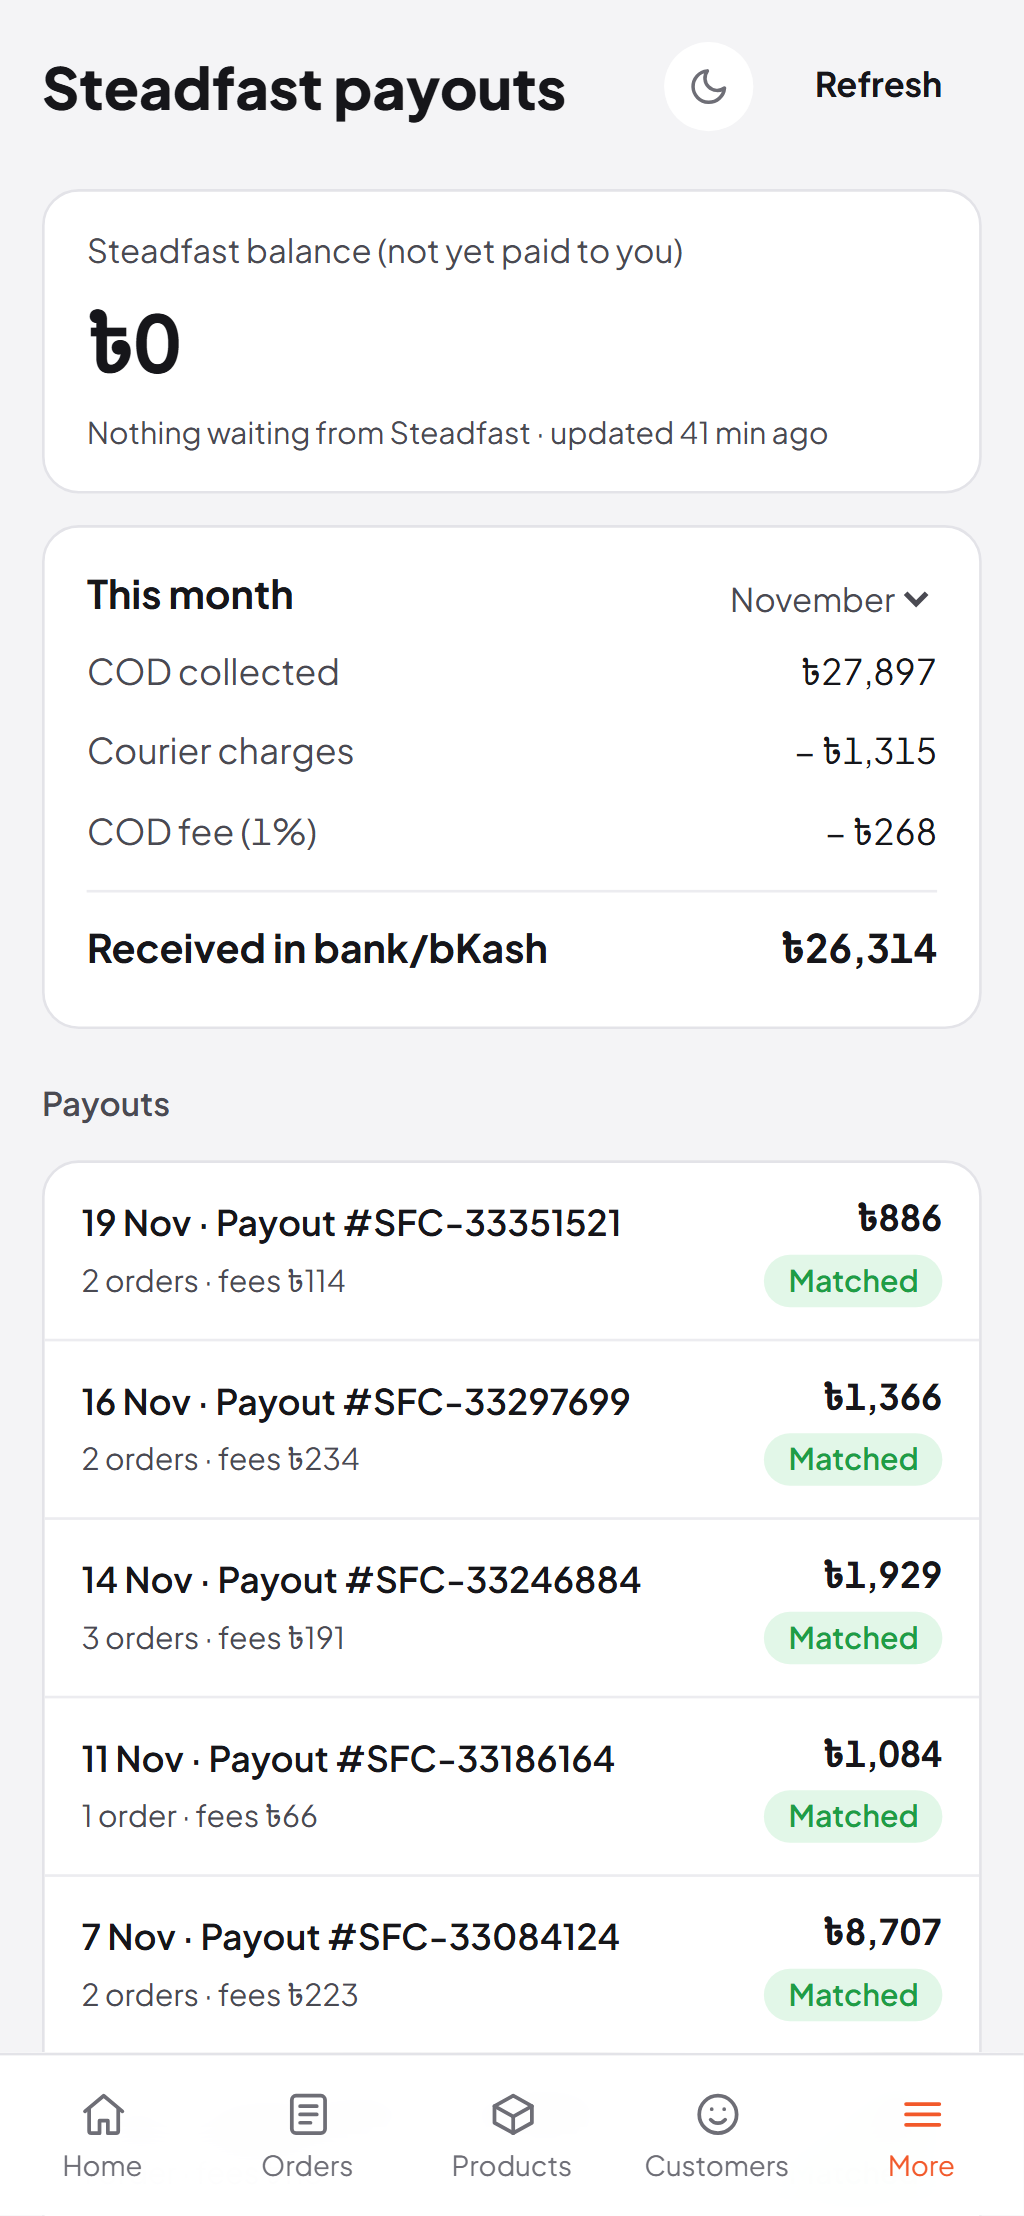 Steadfast payouts
Refresh
Steadfast balance (not yet paid to you)
৳0
Nothing waiting from Steadfast · updated 41 min ago
This month
November
COD collected
৳27,897
Courier charges
– ৳1,315
COD fee (1%)
– ৳268
Received in bank/bKash
৳26,314
Payouts
19 Nov · Payout #SFC-33351521
৳886
2 orders · fees ৳114
Matched
16 Nov · Payout #SFC-33297699
৳1,366
2 orders · fees ৳234
Matched
14 Nov · Payout #SFC-33246884
৳1,929
3 orders · fees ৳191
Matched
11 Nov · Payout #SFC-33186164
৳1,084
1 order · fees ৳66
Matched
7 Nov · Payout #SFC-33084124
৳8,707
2 orders · fees ৳223
Matched
Home
Orders
Products
Customers
More